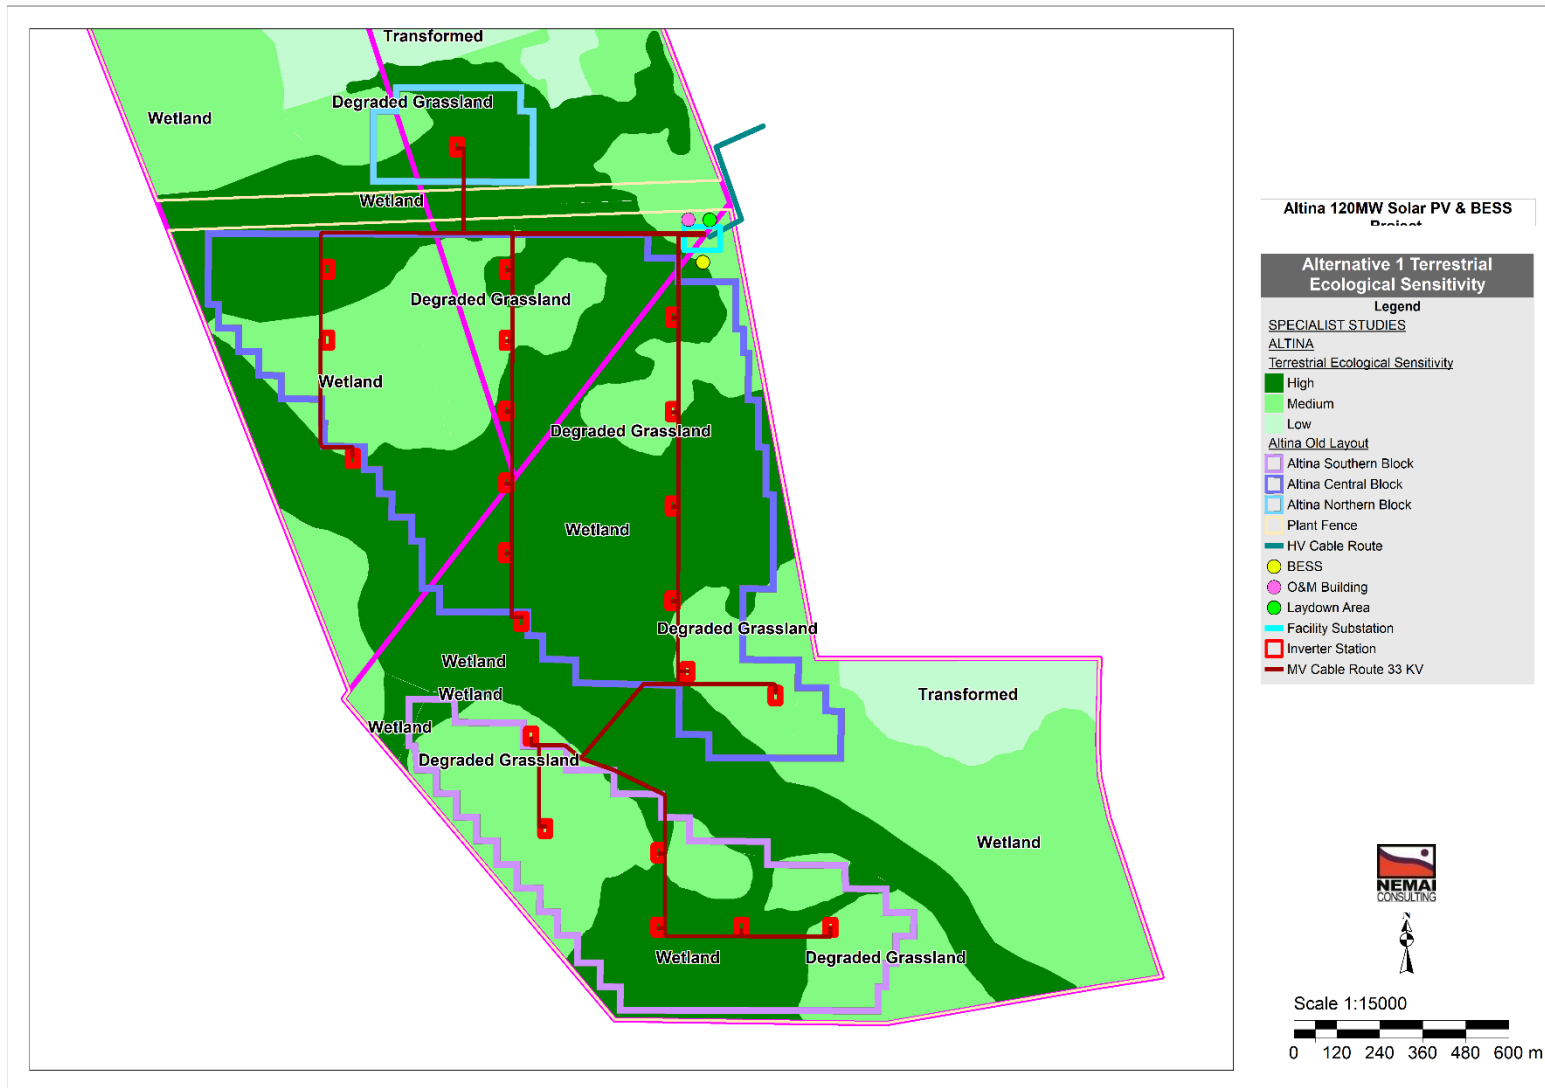 Transformed
Degraded Grassland
Wetland
Wetland
Degraded Grassland
Wetland
Degraded Grassland
Wetland
Degraded Grassland
Wetland
Wetland
Wetland
Transformed
Degraded Grassland
Wetland
Wetland
Degraded Grassland
Altina 120MW Solar PV & BESS
Project
Alternative 1 Terrestrial
Ecological Sensitivity
Legend
SPECIALIST STUDIES
ALTINA
Terrestrial Ecological Sensitivity
High
Medium
Low
Altina Old Layout
Altina Southern Block
Altina Central Block
Altina Northern Block
Plant Fence
HV Cable Route
BESS
O&M Building
Laydown Area
Facility Substation
Inverter Station
MV Cable Route 33 KV
NEMAI
CONSULTING
N
Scale 1:15000
0 120 240 360 480 600 m